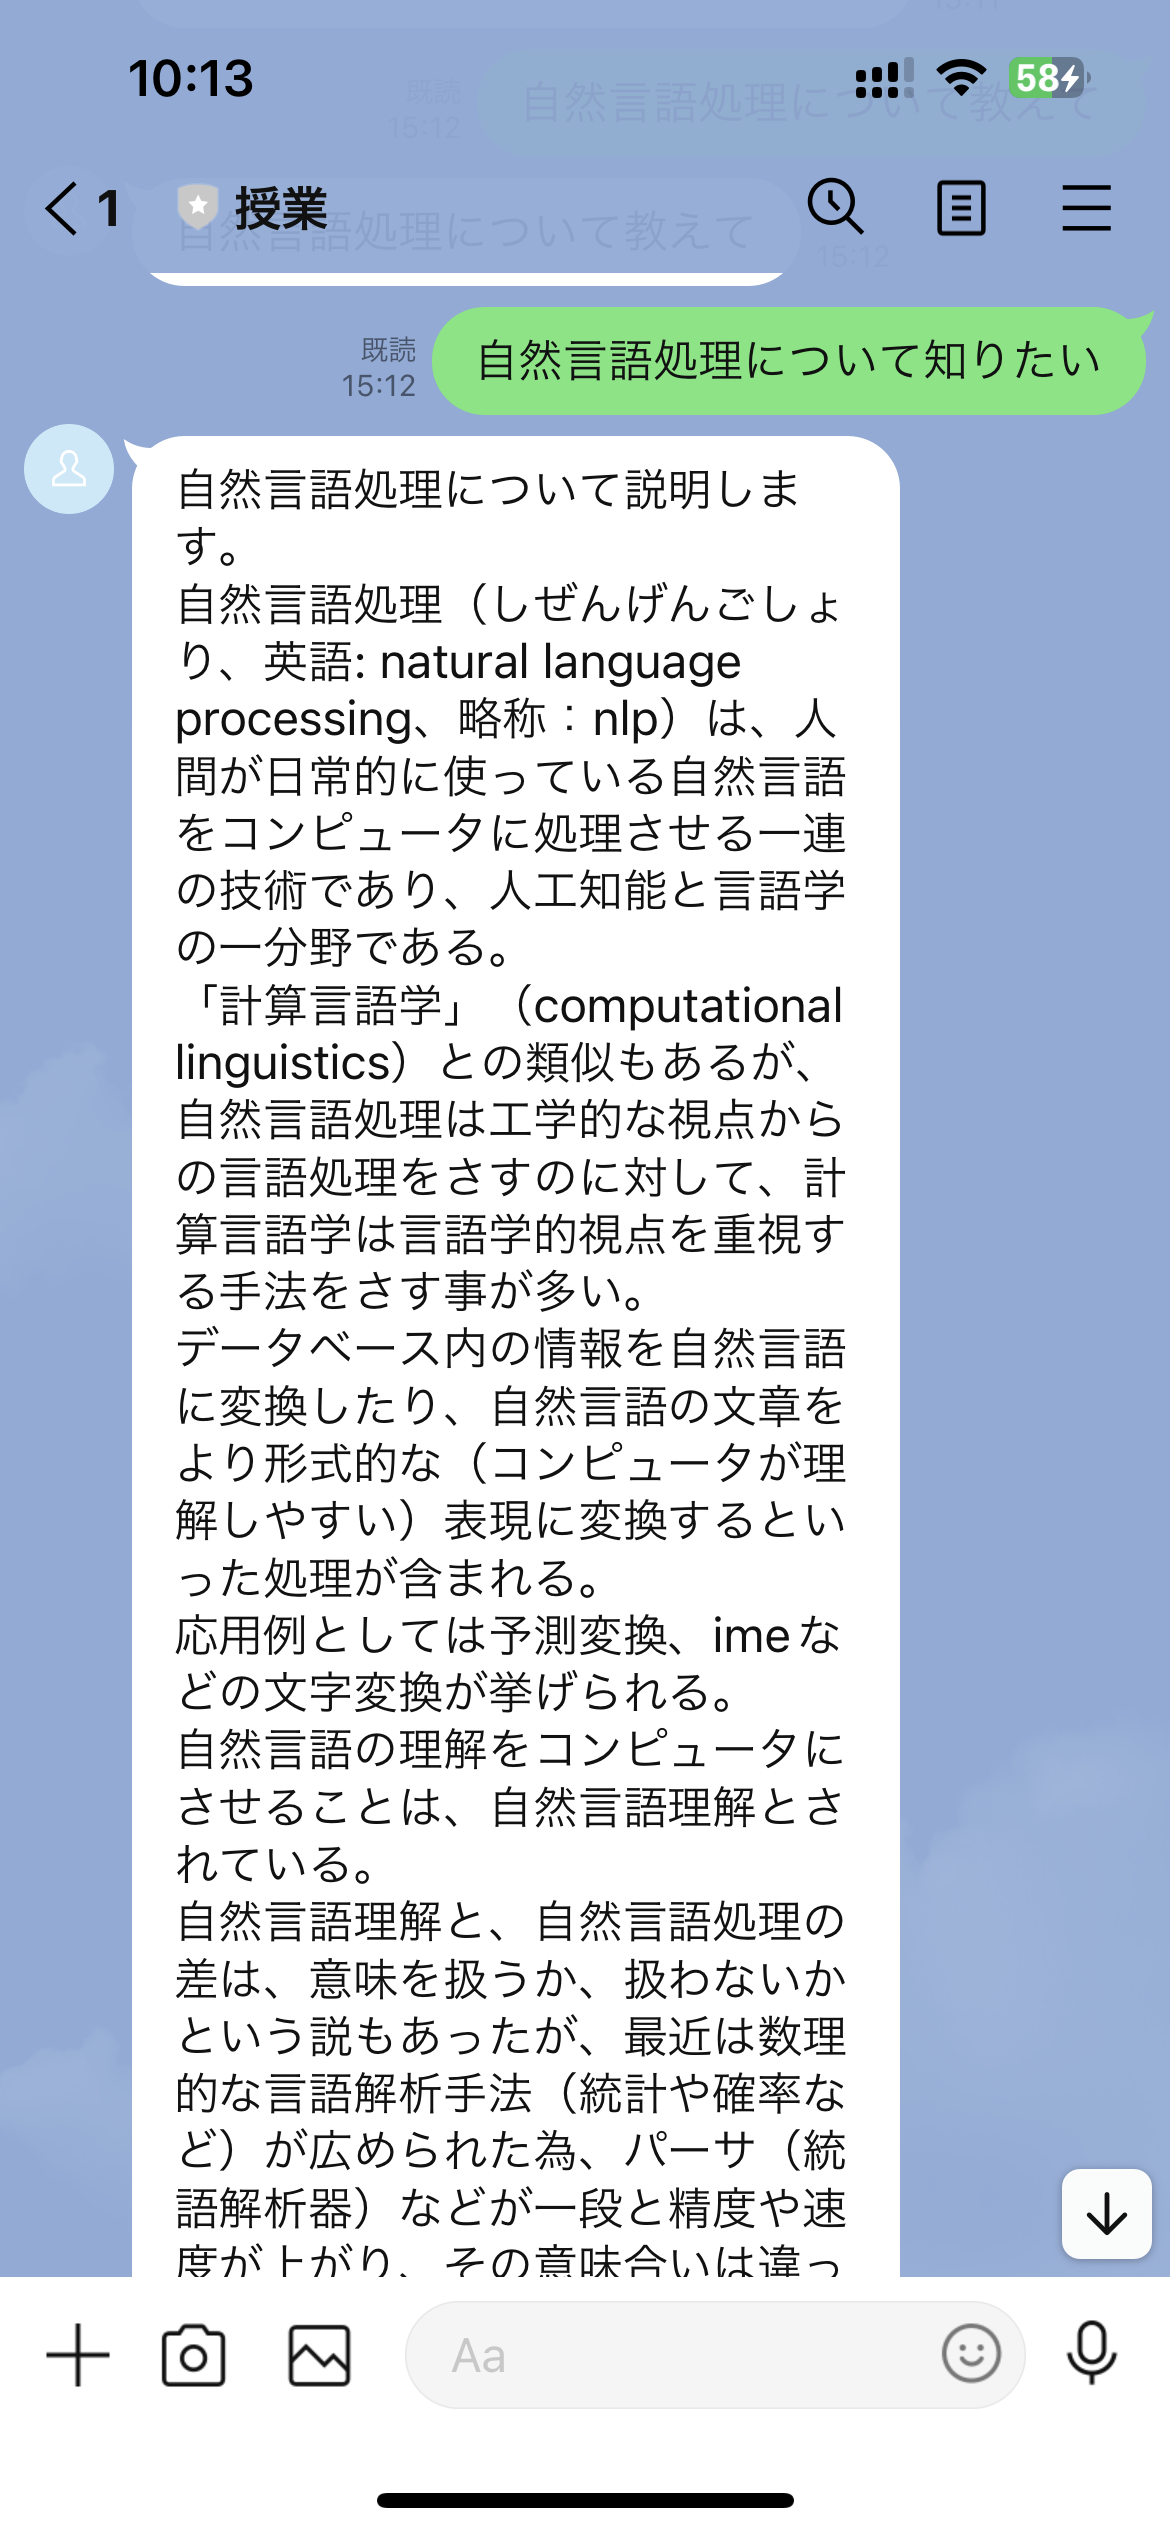 15:11
10:13
58
既読
15:12
自然言語処理について教えて
1
授業
自然言語処理について教えて
15:12
既読
15:12
自然言語処理について知りたい
自然言語処理について説明しま
す。
自然言語処理（しぜんげんごしょ
り、英語: natural language
processing、略称：nlp）は、人
間が日常的に使っている自然言語
をコンピュータに処理させる一連
の技術であり、人工知能と言語学
の一分野である。
「計算言語学」（computational
linguistics）との類似もあるが、
自然言語処理は工学的な視点から
の言語処理をさすのに対して、計
算言語学は言語学的視点を重視す
る手法をさす事が多い。
データベース内の情報を自然言語
に変換したり、自然言語の文章を
より形式的な（コンピュータが理
解しやすい）表現に変換するとい
った処理が含まれる。
応用例としては予測変換、imeな
どの文字変換が挙げられる。
自然言語の理解をコンピュータに
させることは、自然言語理解とさ
れている。
自然言語理解と、自然言語処理の
差は、意味を扱うか、扱わないか
という説もあったが、最近は数理
的な言語解析手法（統計や確率な
ど）が広められた為、パーサ（統
語解析器）などが一段と精度や速
度が上がり、その意味合いは違っ
Aa